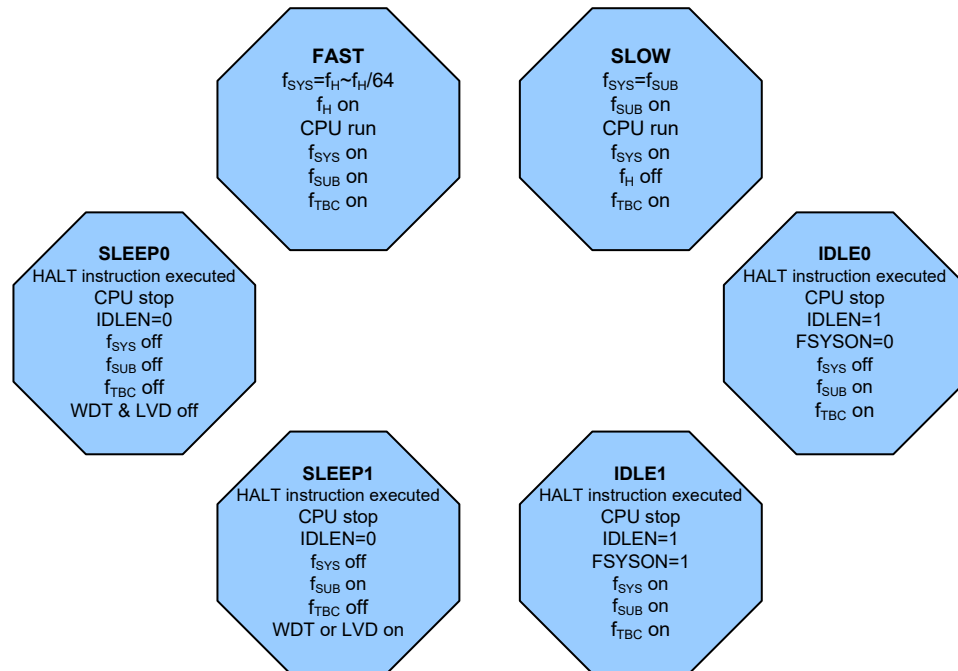 FAST
fSYS=fH~fH/64
fH on
CPU run
fSYS on
fSUB on
fTBC on
SLOW
fSYS=fSUB
fSUB on
CPU run
fSYS on
fH off
fTBC on
SLEEP0
HALT instruction executed
CPU stop
IDLEN=0
fSYS off
fSUB off
fTBC off
WDT & LVD off
IDLE0
HALT instruction executed
CPU stop
IDLEN=1
FSYSON=0
fSYS off
fSUB on
fTBC on
SLEEP1
HALT instruction executed
CPU stop
IDLEN=0
fSYS off
fSUB on
fTBC off
WDT or LVD on
IDLE1
HALT instruction executed
CPU stop
IDLEN=1
FSYSON=1
fSYS on
fSUB on
fTBC on